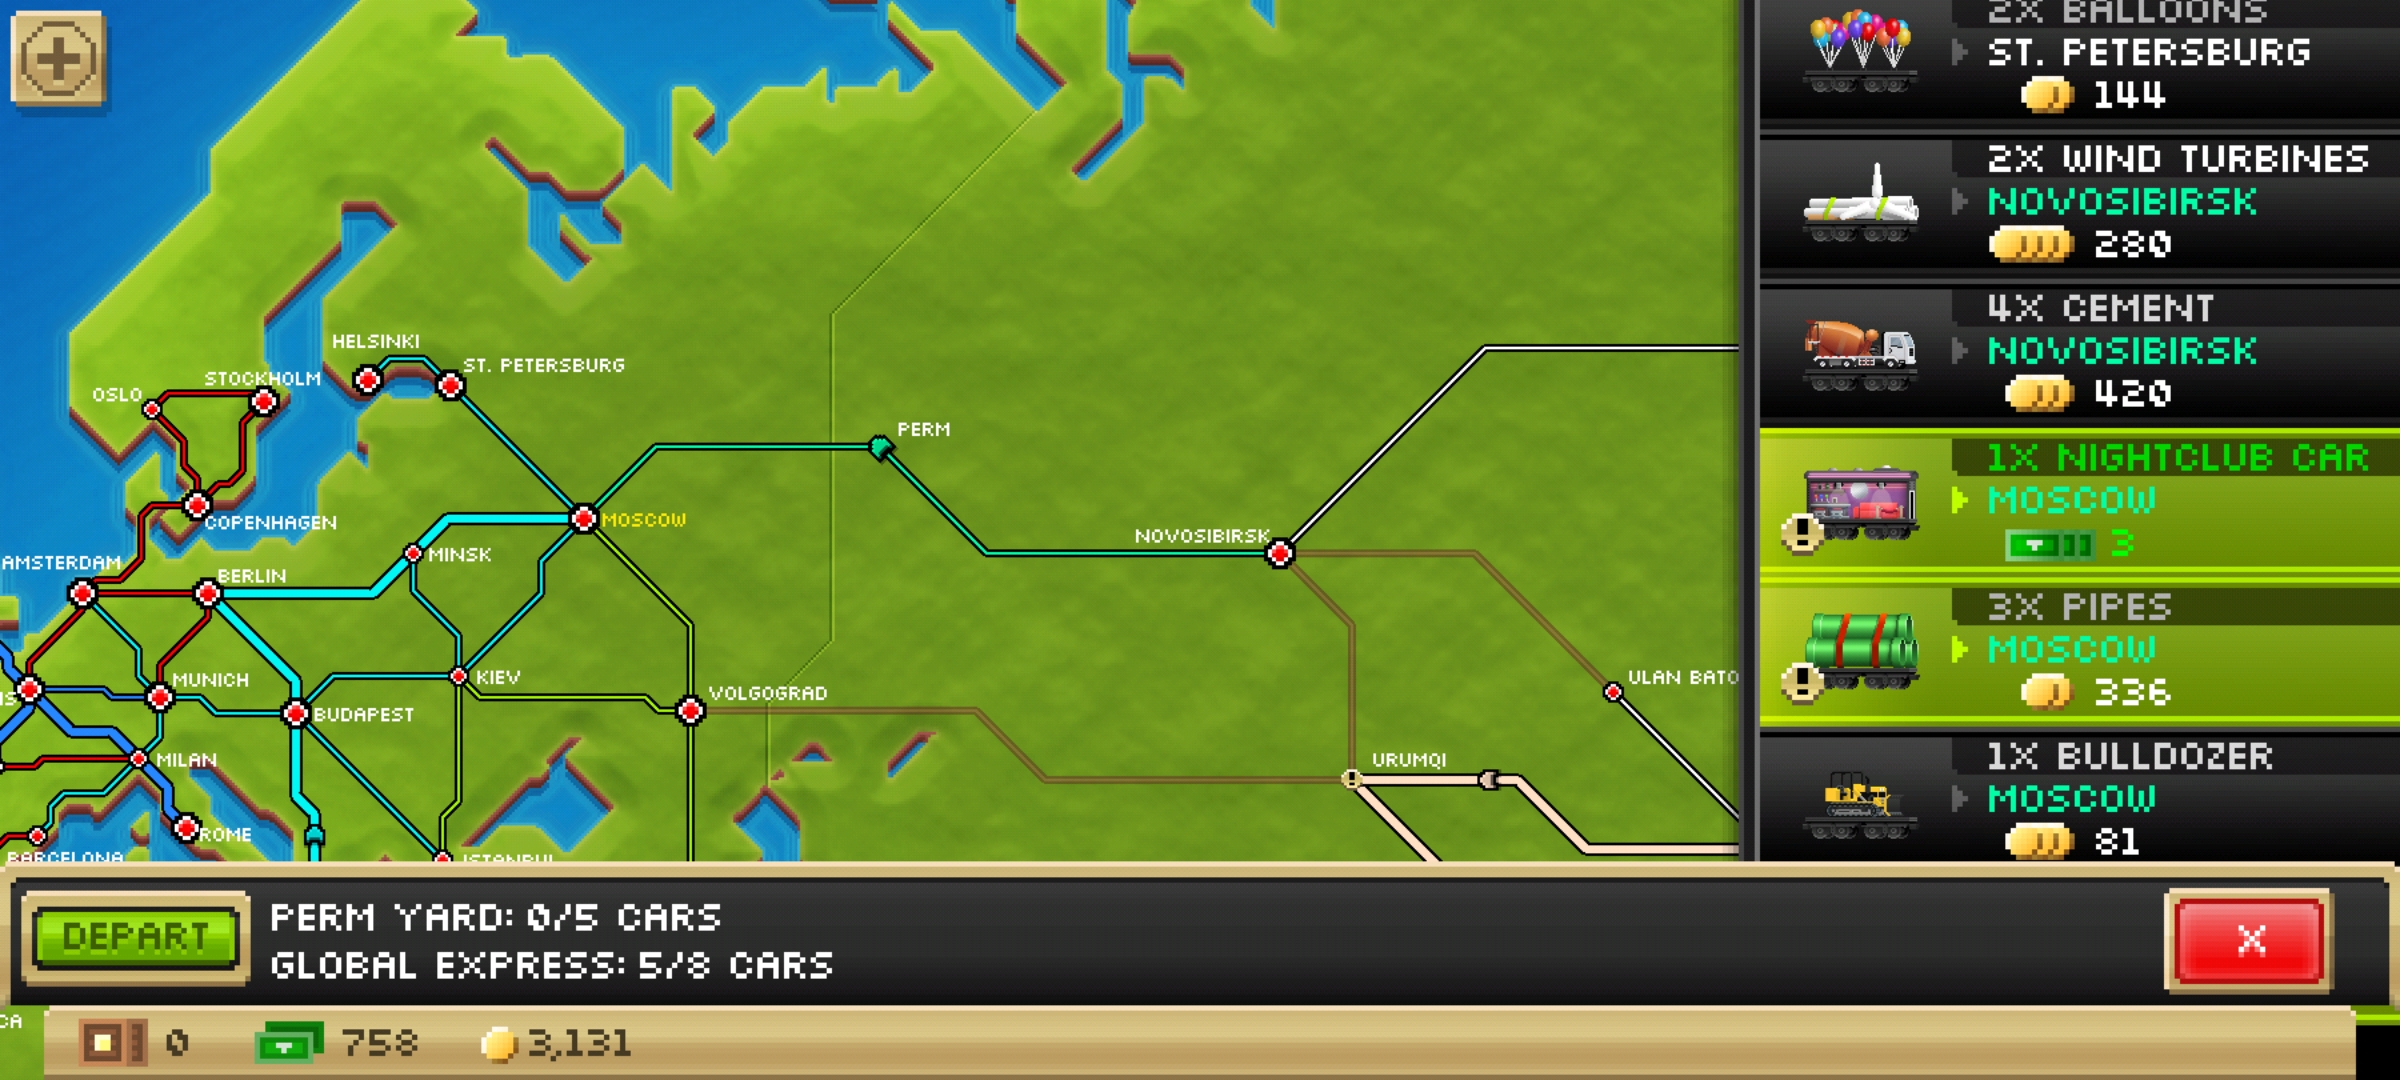 HELSINKI
ST. PETERSBURG
STOCKHOLM
OSLO
PERM
COPENHAGEN
MOSCOW
NOVOSIBIRSK
MINSK
AMSTERDAM
BERLIN
MUNICH
KIEV
ULAN BATO
VOLGOGRAD
BUDAPEST
MILAN
URUMQI
ROME
BARCELONA
ISTANBUL
2X BALLOONS
ST. PETERSBURG
144
2X WIND TURBINES
NOVOSIBIRSK
280
4X CEMENT
NOVOSIBIRSK
420
1X NIGHTCLUB CAR
MOSCOW
3
3X PIPES
MOSCOW
336
1X BULLDOZER
MOSCOW
81
DEPART
PERM YARD: 0/5 CARS
GLOBAL EXPRESS: 5/8 CARS
X
CA
0
758
3,131